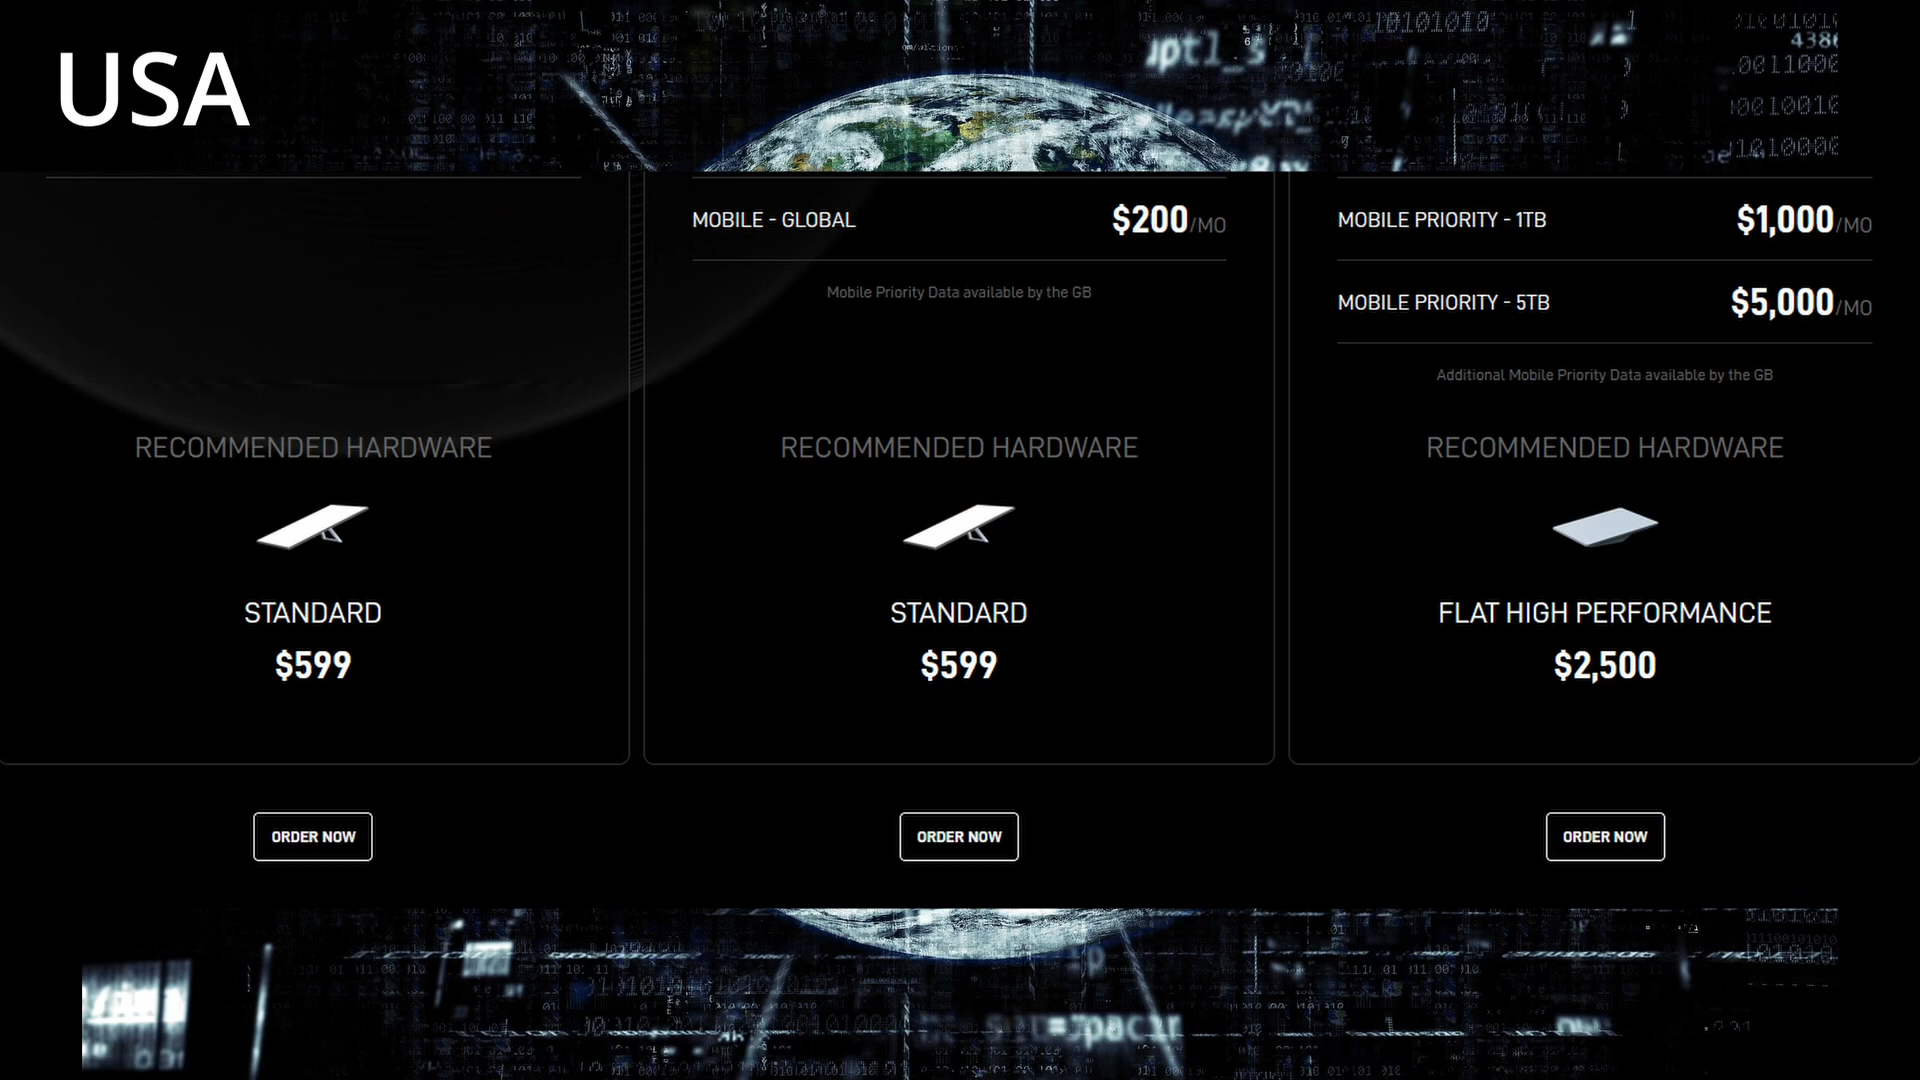 USA
MOBILE - GLOBAL $200/MO
Mobile Priority Data available by the GB
MOBILE PRIORITY - 1TB $1,000/MO
MOBILE PRIORITY - 5TB $5,000/MO
Additional Mobile Priority Data available by the GB
RECOMMENDED HARDWARE
STANDARD
$599
ORDER NOW
RECOMMENDED HARDWARE
STANDARD
$599
ORDER NOW
RECOMMENDED HARDWARE
FLAT HIGH PERFORMANCE
$2,500
ORDER NOW